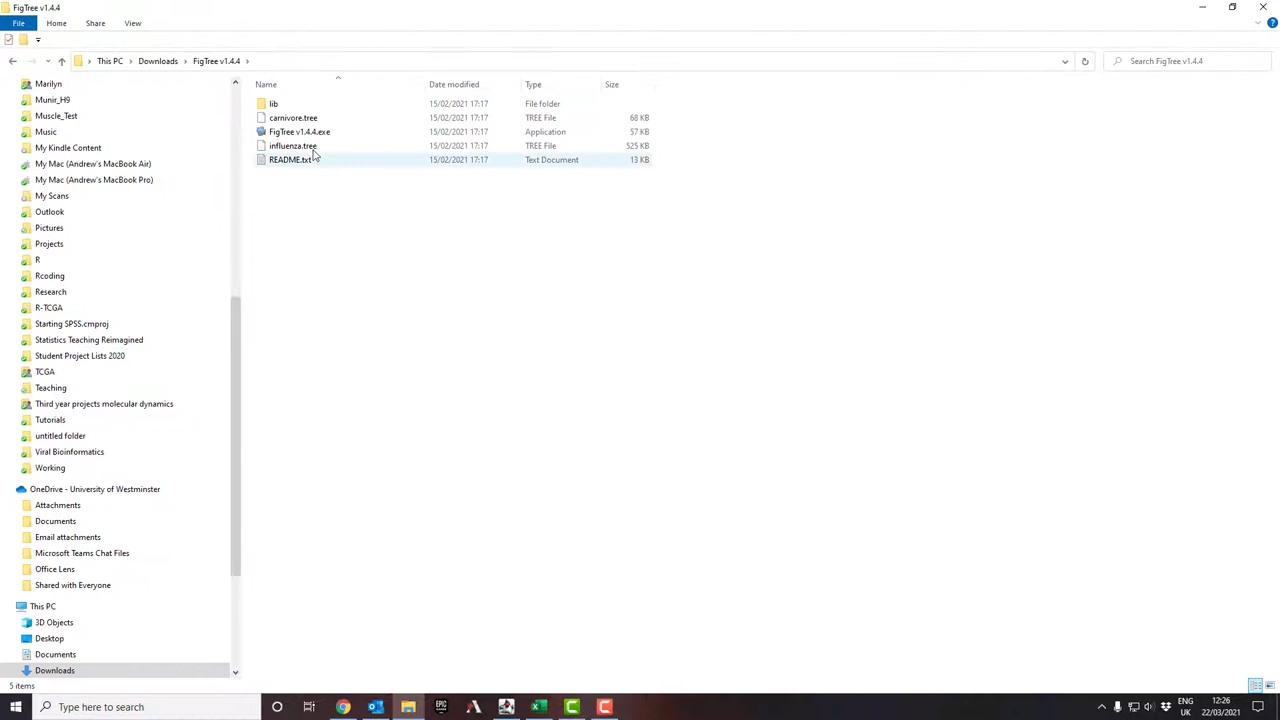 FigTree v1.4.4
File Home Share View
This PC Downloads FigTree v1.4.4
Search FigTree v1.4.4
Name Date modified Type Size
lib 15/02/2021 17:17 File folder
carnivore.tree 15/02/2021 17:17 TREE File 68 KB
FigTree v1.4.4.exe 15/02/2021 17:17 Application 57 KB
influenza.tree 15/02/2021 17:17 TREE File 525 KB
README.txt 15/02/2021 17:17 Text Document 13 KB
Marilyn
Munir_H9
Muscle_Test
Music
My Kindle Content
My Mac (Andrew's MacBook Air)
My Mac (Andrew's MacBook Pro)
My Scans
Outlook
Pictures
Projects
R
Rcoding
Research
R-TCGA
Starting SPSS.cmproj
Statistics Teaching Reimagined
Student Project Lists 2020
TCGA
Teaching
Third year projects molecular dynamics
Tutorials
untitled folder
Viral Bioinformatics
Working
OneDrive - University of Westminster
Attachments
Documents
Email attachments
Microsoft Teams Chat Files
Office Lens
Shared with Everyone
This PC
3D Objects
Desktop
Documents
Downloads
5 items
Type here to search
EPIC
ENG
UK
12:26
22/03/2021